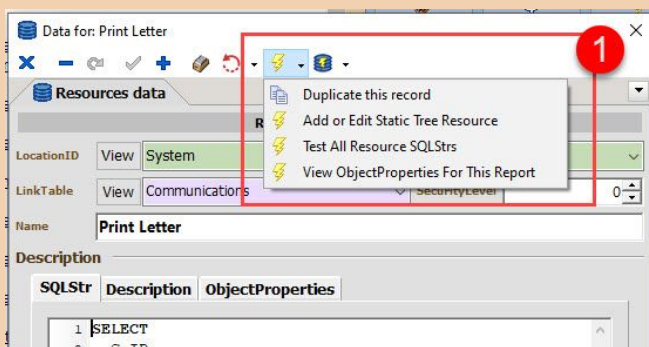 Data for: Print Letter
1
Resources data
Duplicate this record
Add or Edit Static Tree Resource
Test All Resource SQLStrs
View ObjectProperties For This Report
R
LocationID View System
LinkTable View Communications SecurityLevel 0
Name Print Letter
Description
SQLStr Description ObjectProperties
1 SELECT